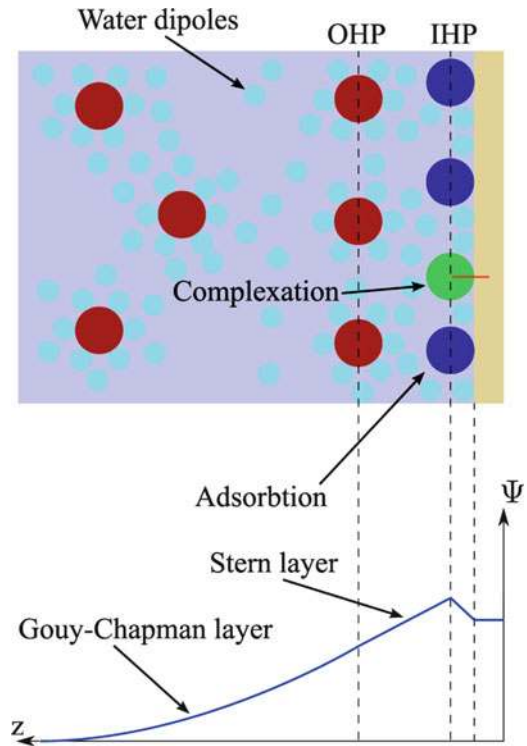 Water dipoles
OHP
IHP
Complexation
Adsorbtion
Ψ
Stern layer
Gouy-Chapman layer
z